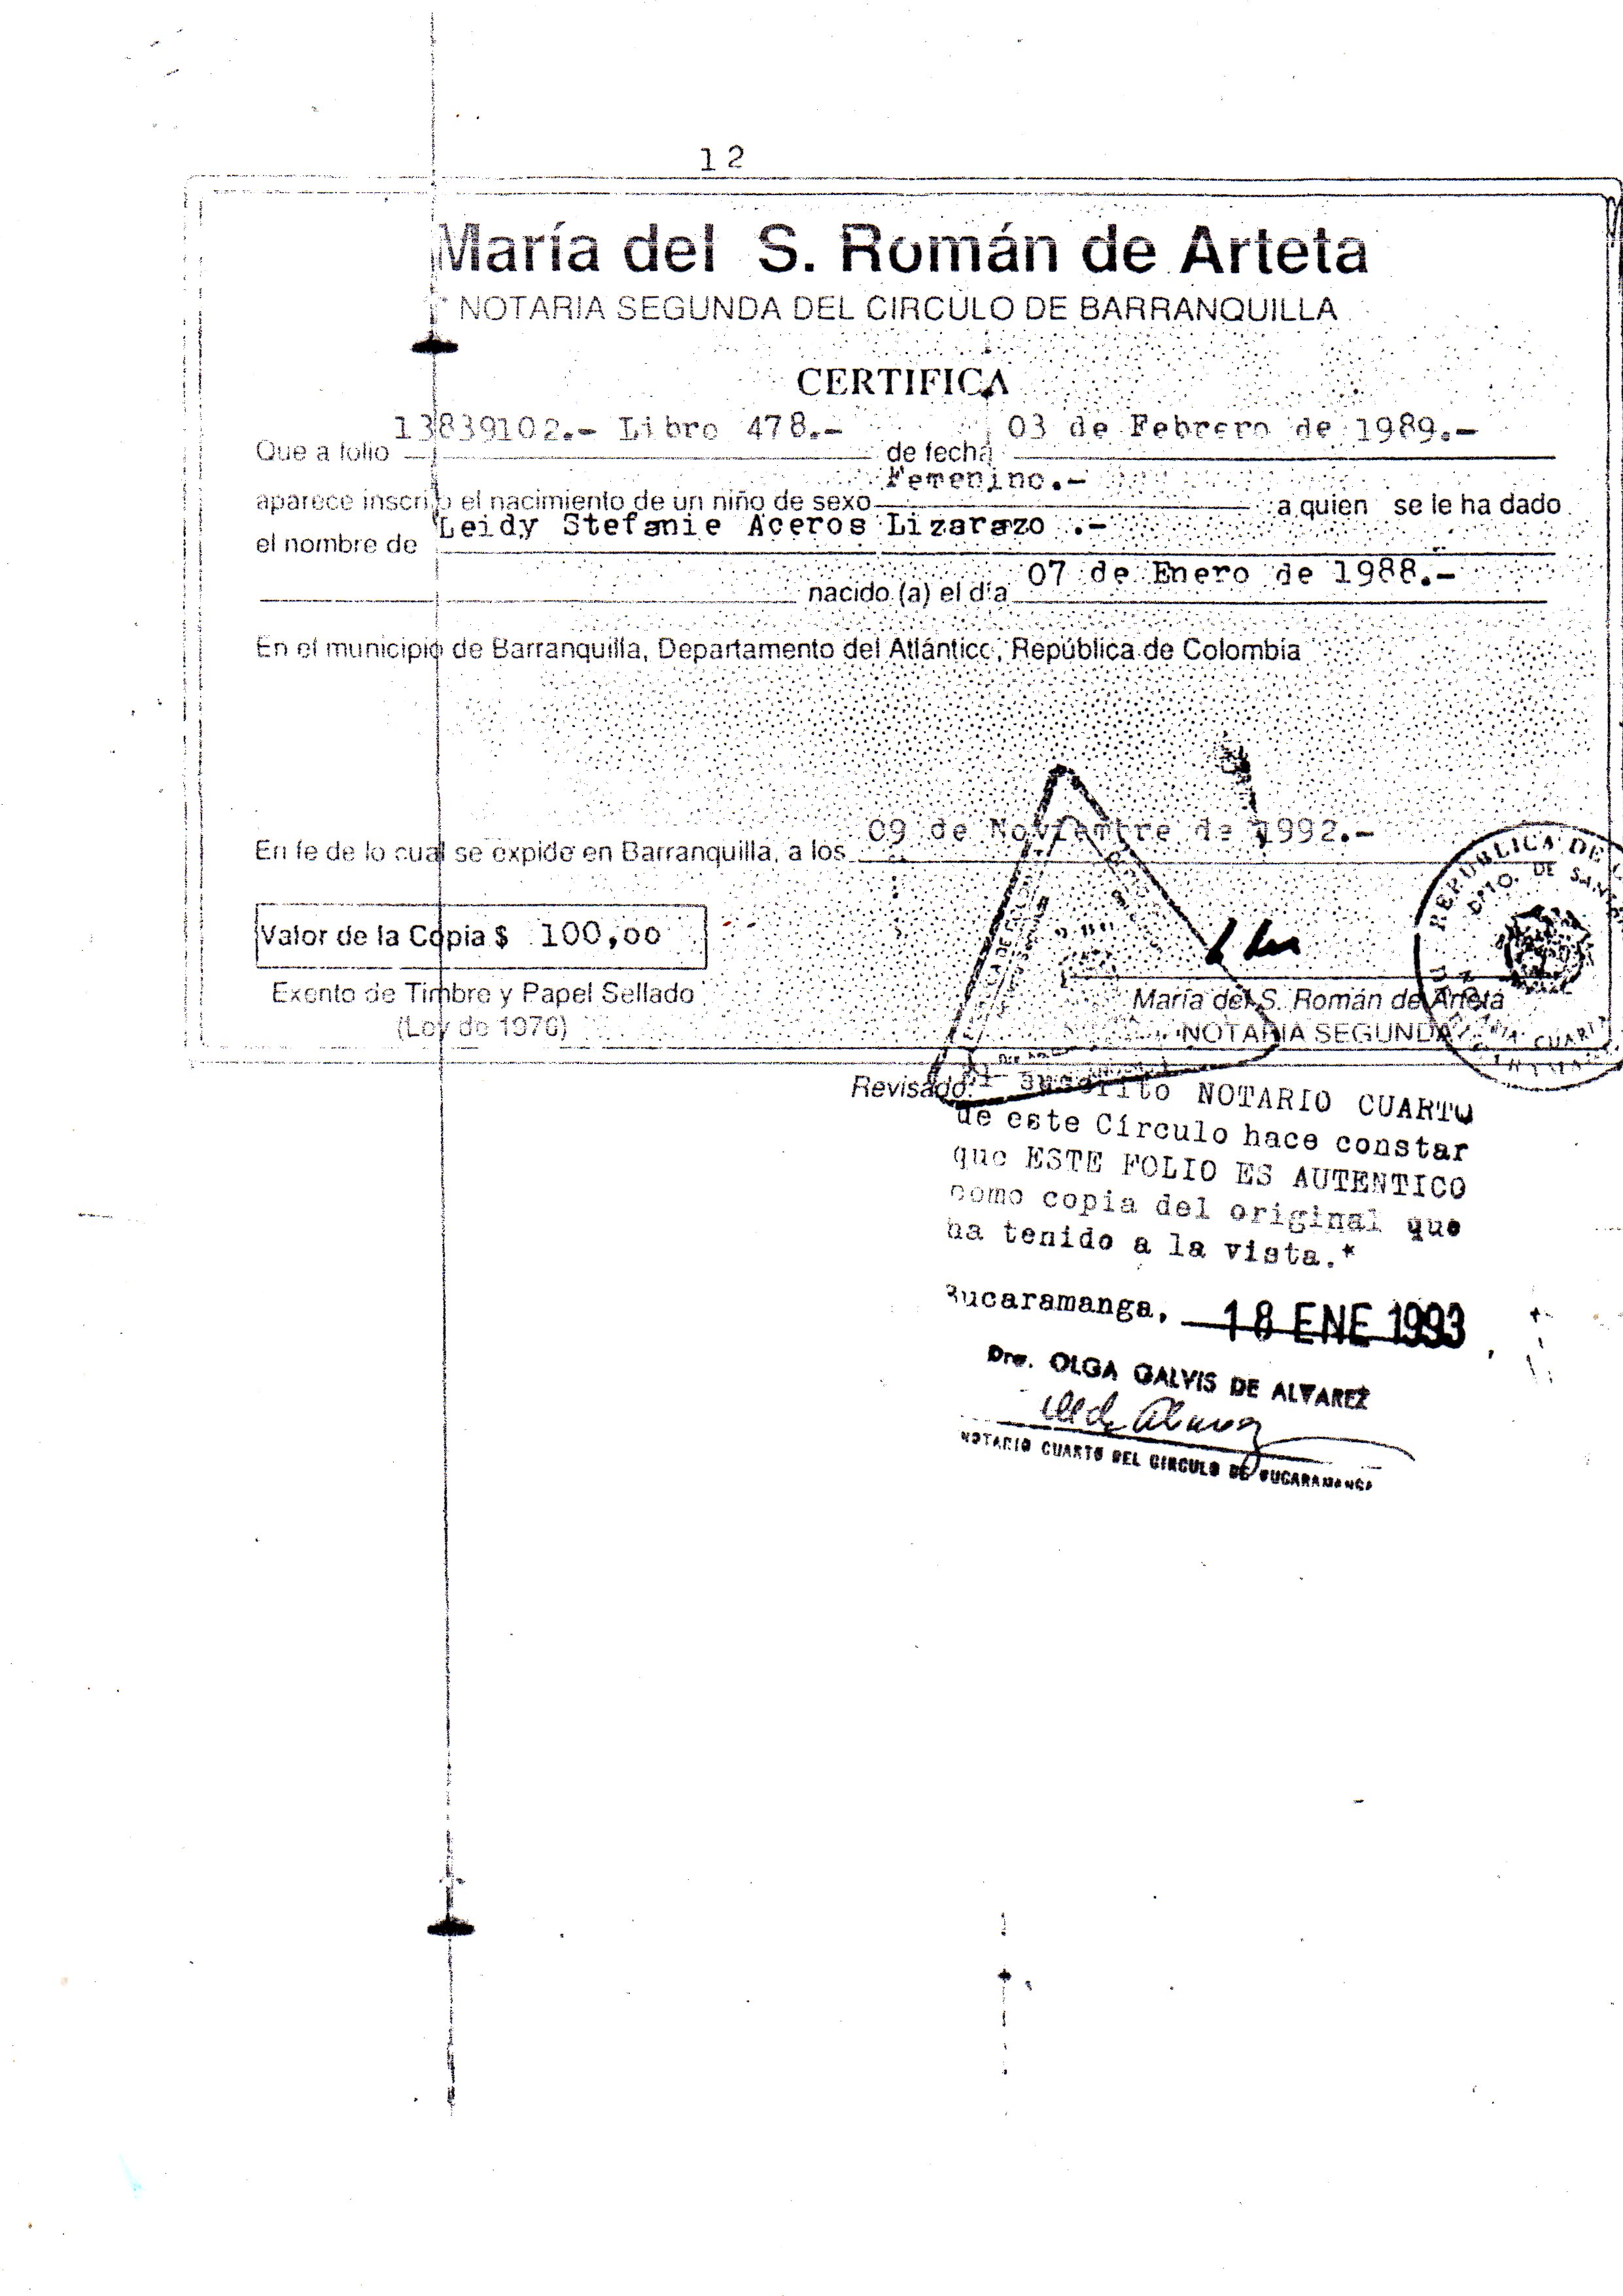 12
María del S. Román de Arteta
NOTARIA SEGUNDA DEL CIRCULO DE BARRANQUILLA
CERTIFICA
Que a folio 13839102.- Libro 478.- de fecha 03 de Febrero de 1989.-
aparece inscrito el nacimiento de un niño de sexo Femenino.- a quien se le ha dado
el nombre de Leidy Stefanie Aceros Lizarazo .-
nacido (a) el día 07 de Enero de 1988.-
En el municipio de Barranquilla, Departamento del Atlántico, República de Colombia
En fe de lo cual se expide en Barranquilla, a los 09 de Noviembre de 1992.-
Valor de la Copia $ 100,00
Exento de Timbre y Papel Sellado
(Ley de 1970)
María del S. Román de Arteta
NOTARIA SEGUNDA
REPUBLICA DE
DPTO. DE
CUARTA
Revisado:
El suscrito NOTARIO CUARTO
de este Círculo hace constar
que ESTE FOLIO ES AUTENTICO
como copia del original que
ha tenido a la vista.*
Bucaramanga, 18 ENE 1993
Dra. OLGA GALVIS DE ALVAREZ
NOTARIO CUARTO DEL CIRCULO DE BUCARAMANGA